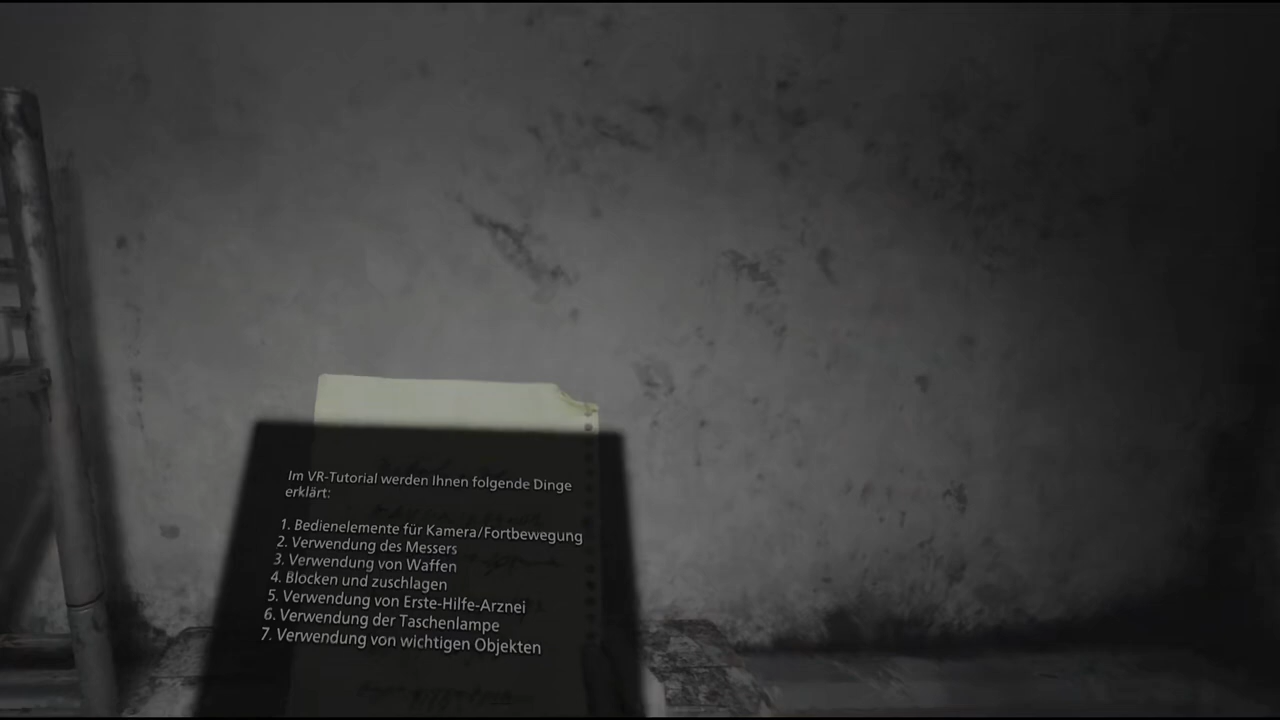 Im VR-Tutorial werden Ihnen folgende Dinge
erklärt:
1. Bedienelemente für Kamera/Fortbewegung
2. Verwendung des Messers
3. Verwendung von Waffen
4. Blocken und zuschlagen
5. Verwendung von Erste-Hilfe-Arznei
6. Verwendung der Taschenlampe
7. Verwendung von wichtigen Objekten